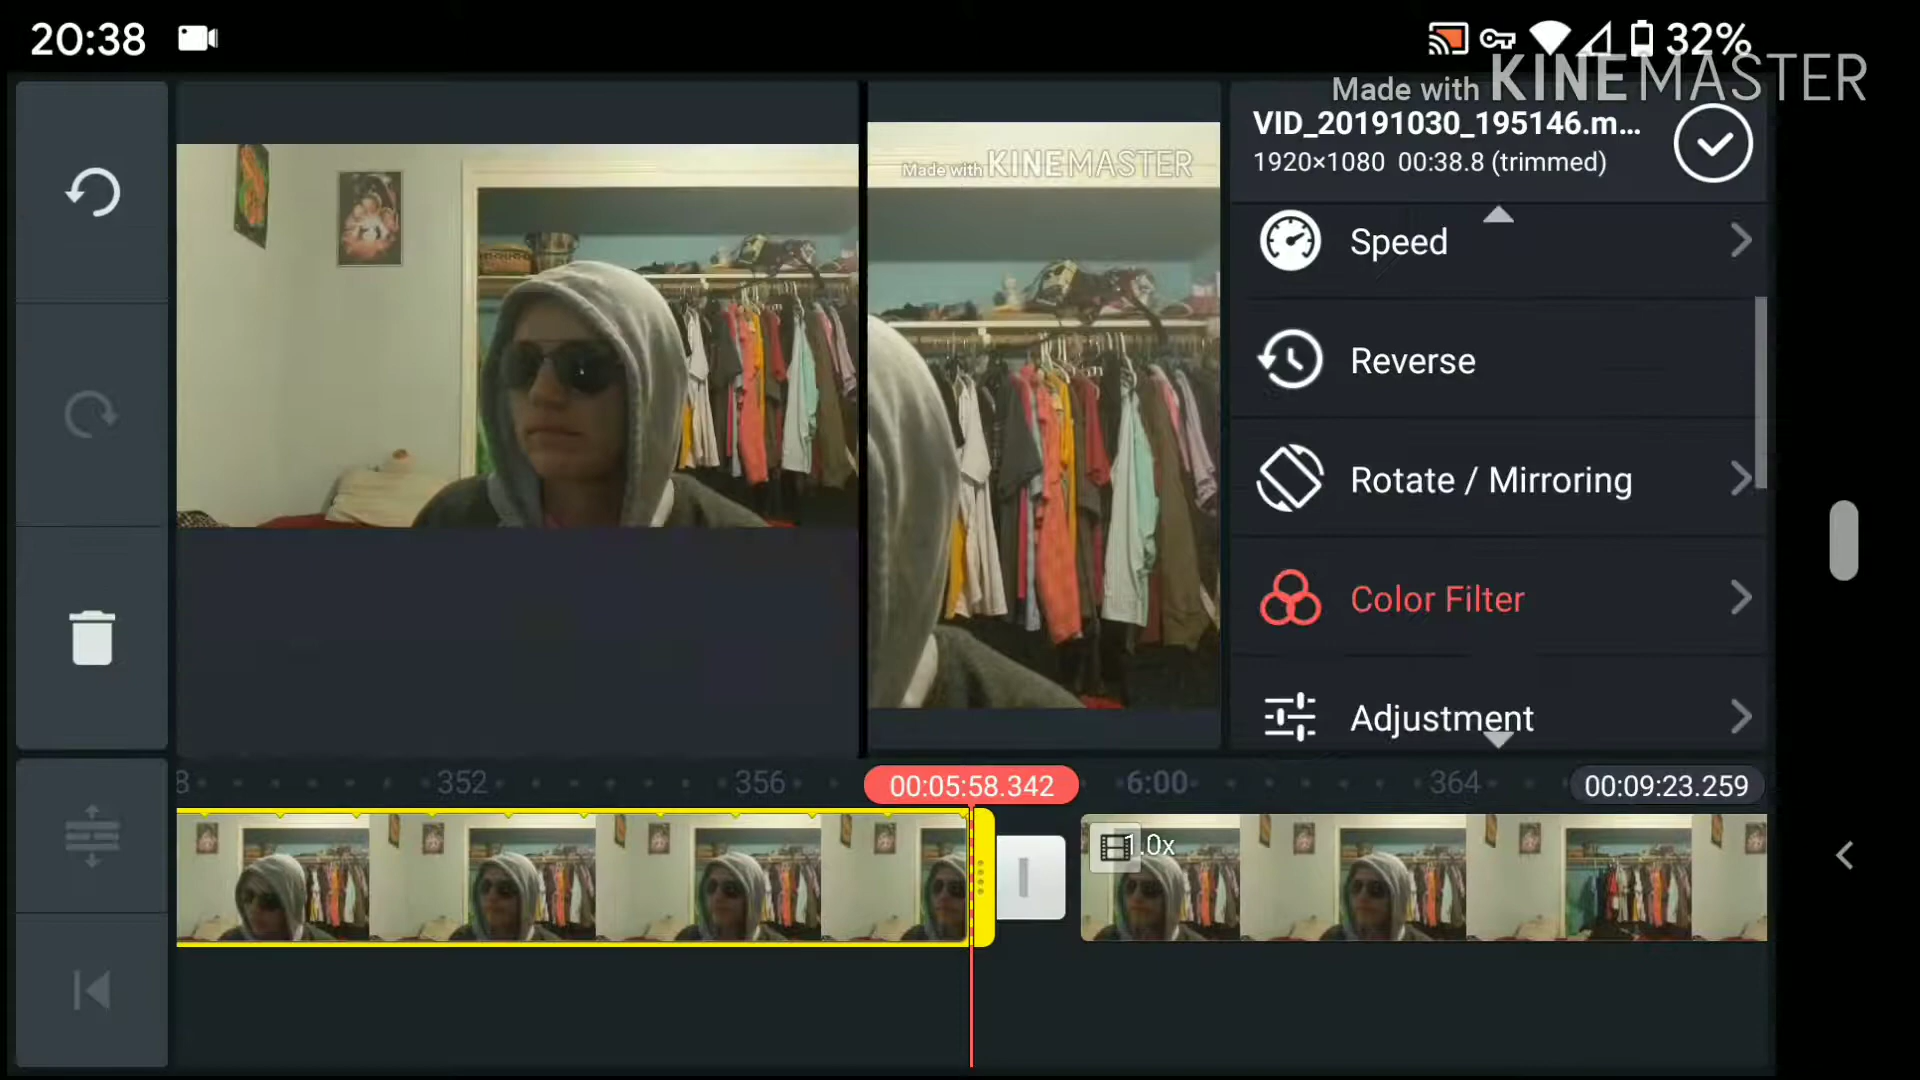 20:38
32%
Made with KINEMASTER
VID_20191030_195146.m...
1920×1080 00:38.8 (trimmed)
Made with KINEMASTER
Speed
Reverse
Rotate / Mirroring
Color Filter
Adjustment
8 352 356 00:05:58.342 6:00 364 00:09:23.259
1.0x